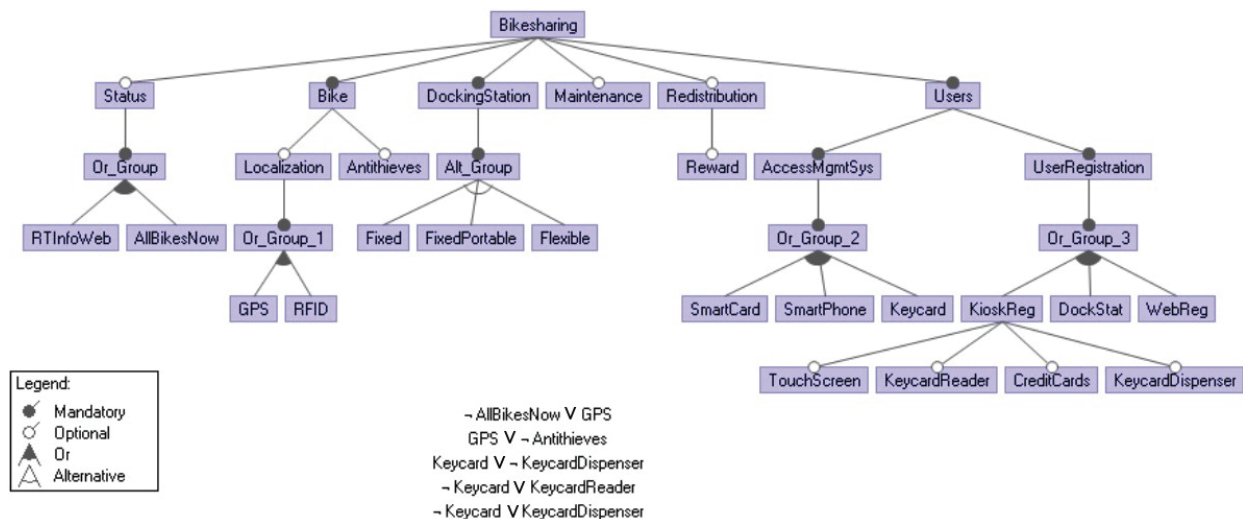 Bikesharing
Status Bike DockingStation Maintenance Redistribution Users
Or_Group Localization Antithieves Alt_Group Reward AccessMgmtSys UserRegistration
RTInfoWeb AllBikesNow Or_Group_1 Fixed FixedPortable Flexible Or_Group_2 Or_Group_3
GPS RFID SmartCard SmartPhone Keycard KioskReg DockStat WebReg
TouchScreen KeycardReader CreditCards KeycardDispenser
Legend:
Mandatory
Optional
Or
Alternative
¬ AllBikesNow V GPS
GPS V ¬ Antithieves
Keycard V ¬ KeycardDispenser
¬ Keycard V KeycardReader
¬ Keycard V KeycardDispenser